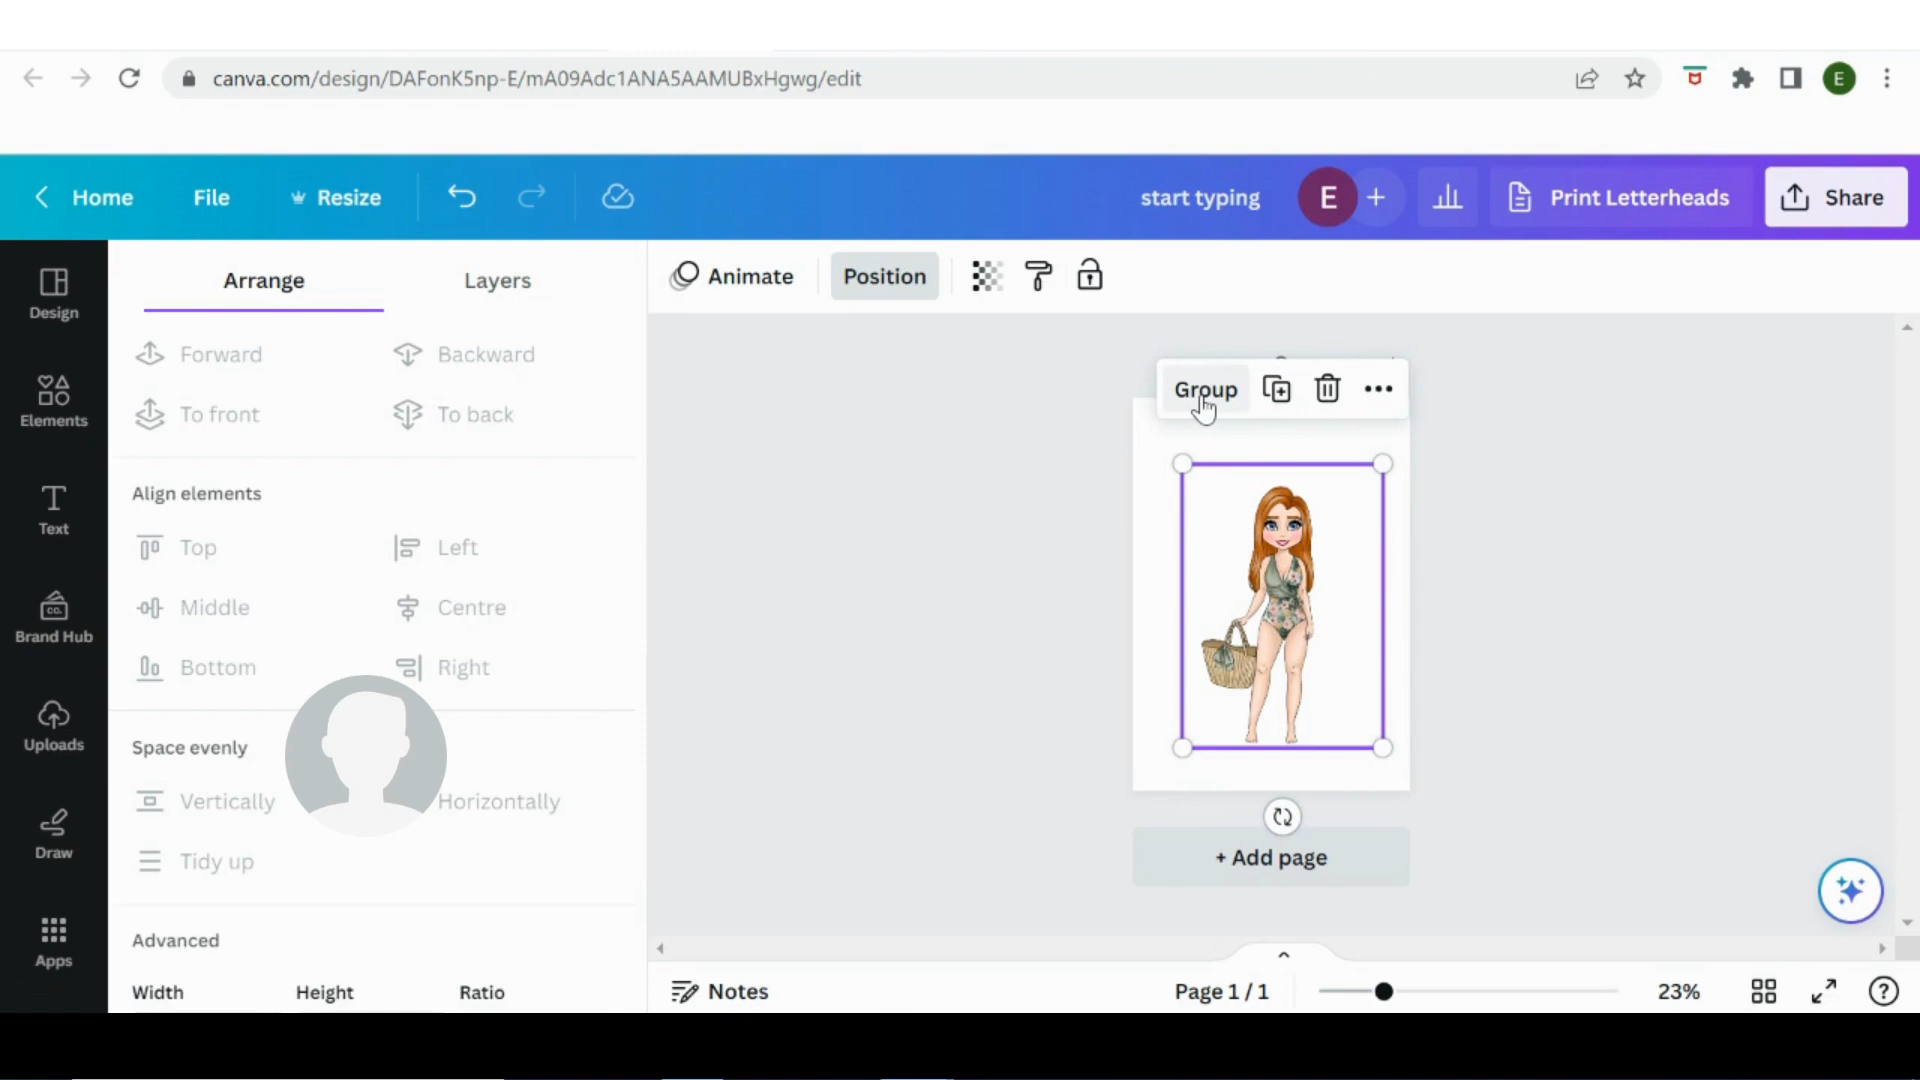 canva.com/design/DAFonK5np-E/mA09Adc1ANA5AAMUBxHgwg/edit
E
Home
File
Resize
start typing
E
+
Print Letterheads
Share
Design
Elements
Text
CO.
Brand Hub
Uploads
Draw
Apps
Arrange
Layers
Forward
Backward
To front
To back
Align elements
Top
Left
Middle
Centre
Bottom
Right
Space evenly
Vertically
Horizontally
Tidy up
Advanced
Width
Height
Ratio
Animate
Position
Group
+ Add page
Notes
Page 1 / 1
23%
?